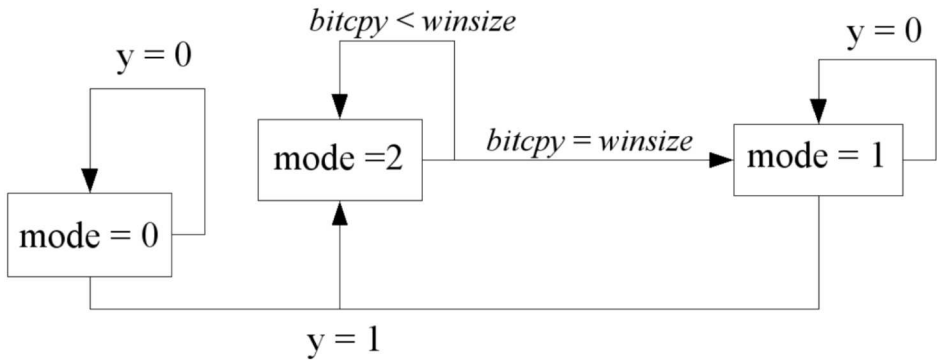 bitcpy < winsize
y = 0
y = 0
mode =2
bitcpy = winsize
mode = 1
mode = 0
y = 1